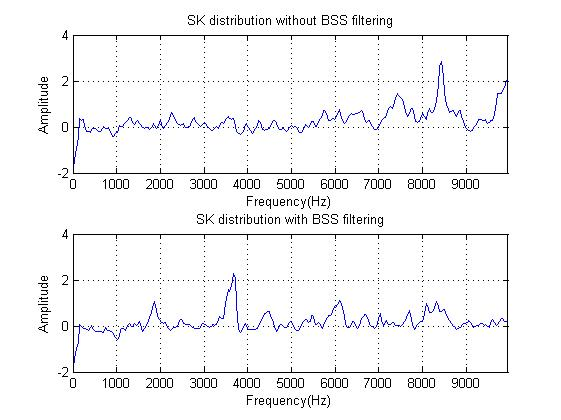 SK distribution without BSS filtering
4
2
0
-2
Amplitude
0 1000 2000 3000 4000 5000 6000 7000 8000 9000
Frequency(Hz)
SK distribution with BSS filtering
4
2
0
-2
Amplitude
0 1000 2000 3000 4000 5000 6000 7000 8000 9000
Frequency(Hz)